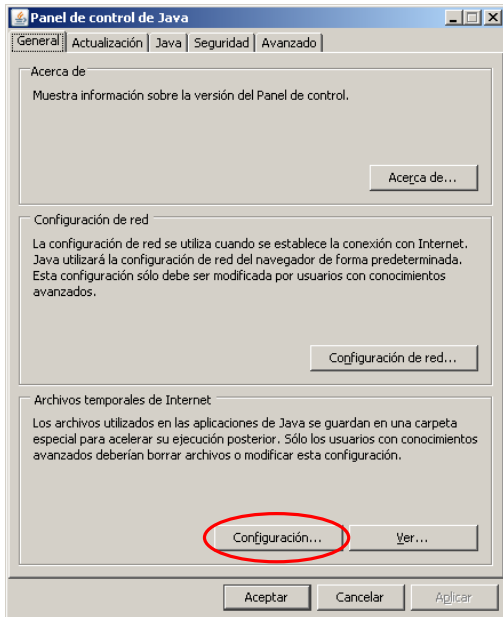 Panel de control de Java
General Actualización Java Seguridad Avanzado
Acerca de
Muestra información sobre la versión del Panel de control.
Acerca de...
Configuración de red
La configuración de red se utiliza cuando se establece la conexión con Internet.
Java utilizará la configuración de red del navegador de forma predeterminada.
Esta configuración sólo debe ser modificada por usuarios con conocimientos
avanzados.
Configuración de red...
Archivos temporales de Internet
Los archivos utilizados en las aplicaciones de Java se guardan en una carpeta
especial para acelerar su ejecución posterior. Sólo los usuarios con conocimientos
avanzados deberían borrar archivos o modificar esta configuración.
Configuración... Ver...
Aceptar Cancelar Aplicar